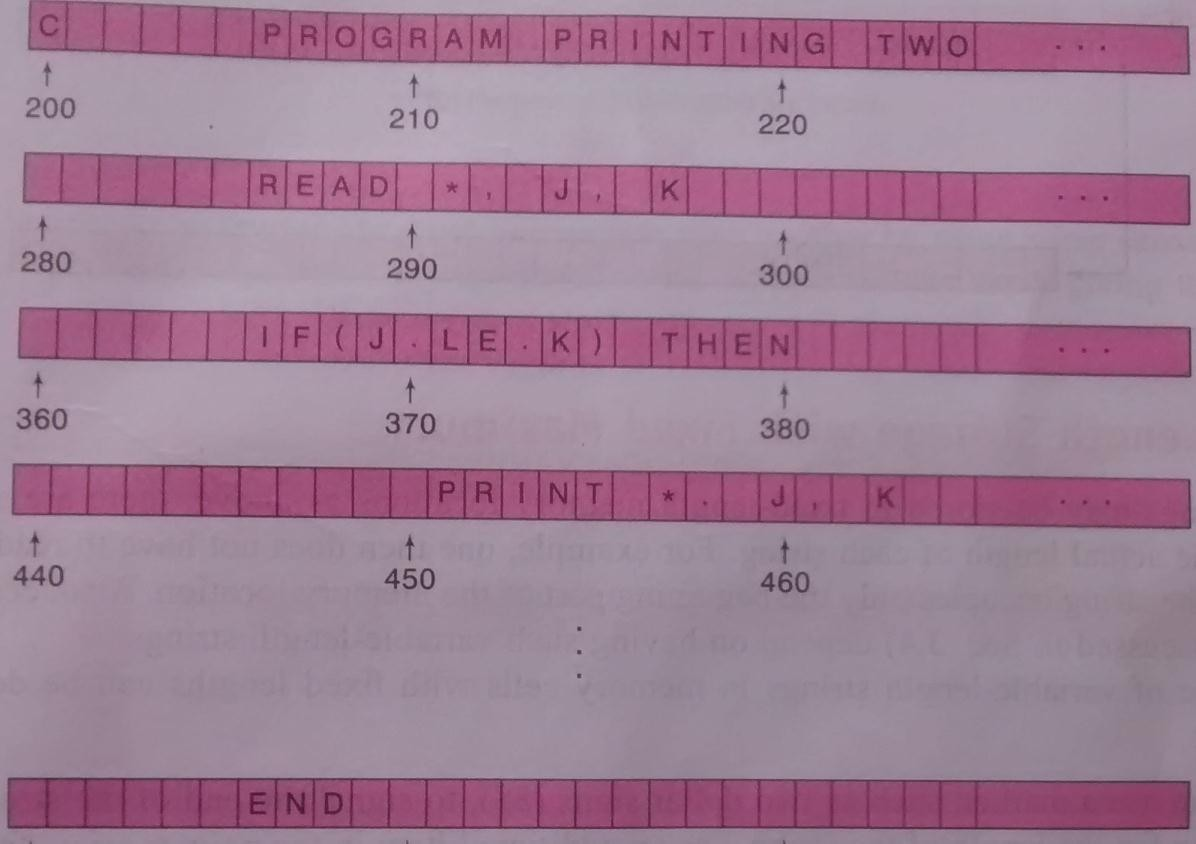 C PROGRAM PRINTING TWO ...
200 210 220
READ *, J, K ...
280 290 300
IF(J.LE.K) THEN ...
360 370 380
PRINT *. J, K ...
440 450 460
END